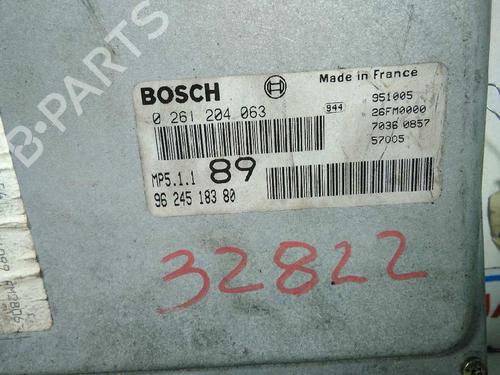 B-PARTS
BOSCH
Made in France
0 261 204 063
944
951005
26FM0000
7036 0857
57005
MP5.1.1 89
96 245 183 80
32822